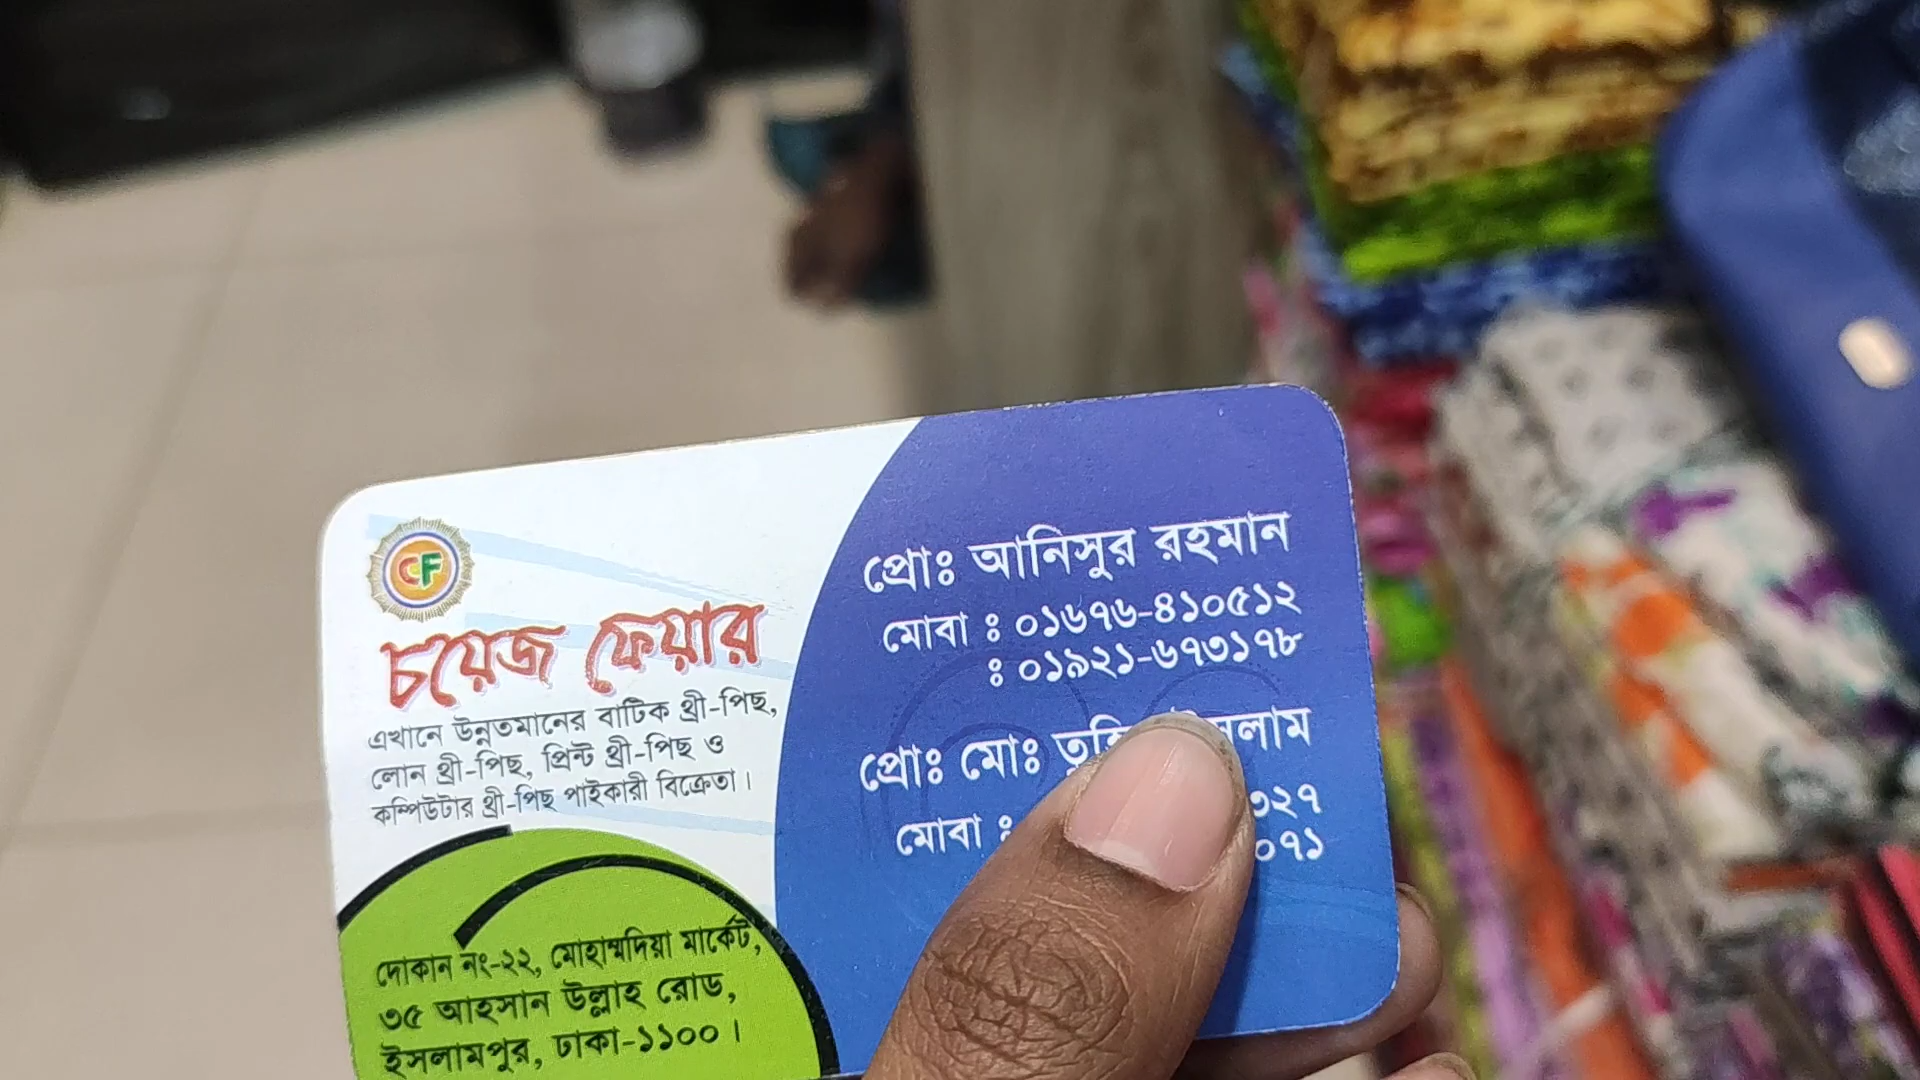 CF
চয়েজ ফেয়ার
এখানে উন্নতমানের বাটিক থ্রী-পিছ,
লোন থ্রী-পিছ, প্রিন্ট থ্রী-পিছ ও
কম্পিউটার থ্রী-পিছ পাইকারী বিক্রেতা।
দোকান নং-২২, মোহাম্মদিয়া মার্কেট,
৩৫ আহসান উল্লাহ রোড,
ইসলামপুর, ঢাকা-১১০০।
প্রোঃ আনিসুর রহমান
মোবা : ০১৬৭৬-৪১০৫১২
: ০১৯২১-৬৭৩১৭৮
প্রোঃ মোঃ
মোবা :